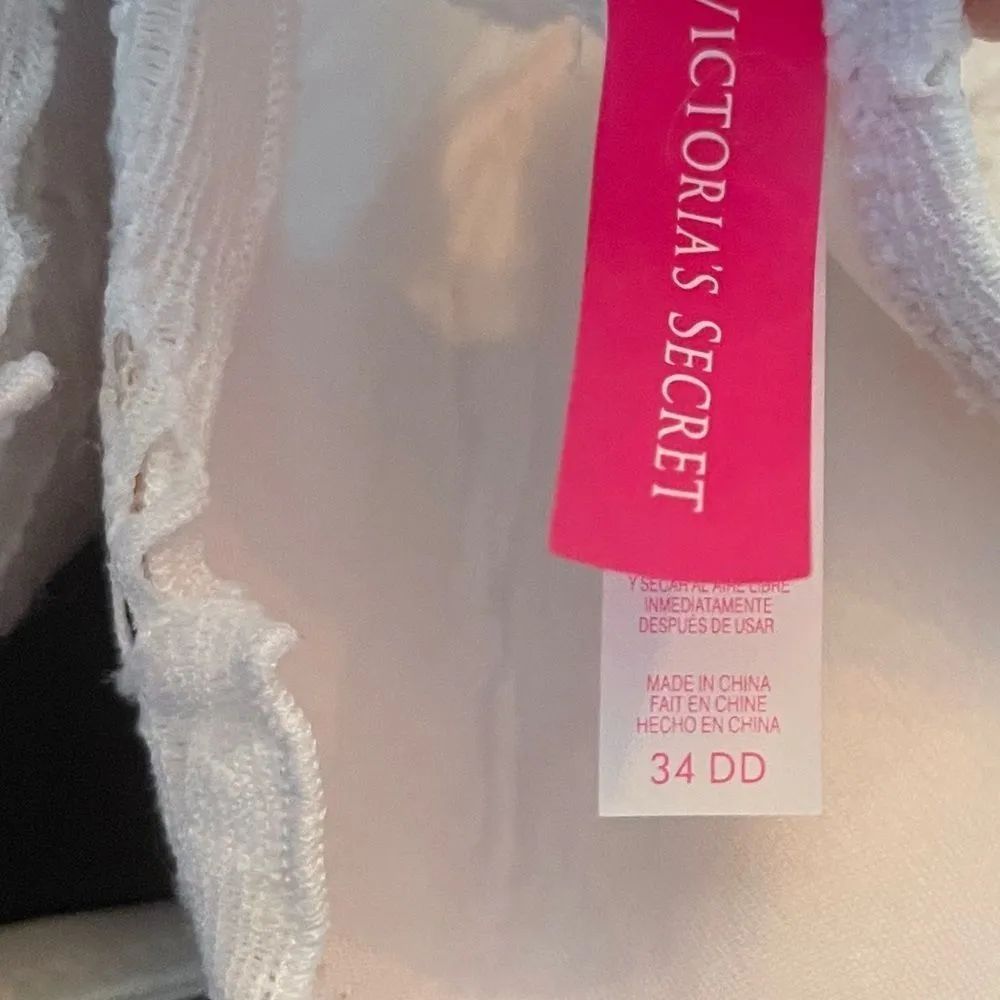 VICTORIA'S SECRET
Y SECAR AL AIRE LIBRE
INMEDIATAMENTE
DESPUÉS DE USAR
MADE IN CHINA
FAIT EN CHINE
HECHO EN CHINA
34 DD